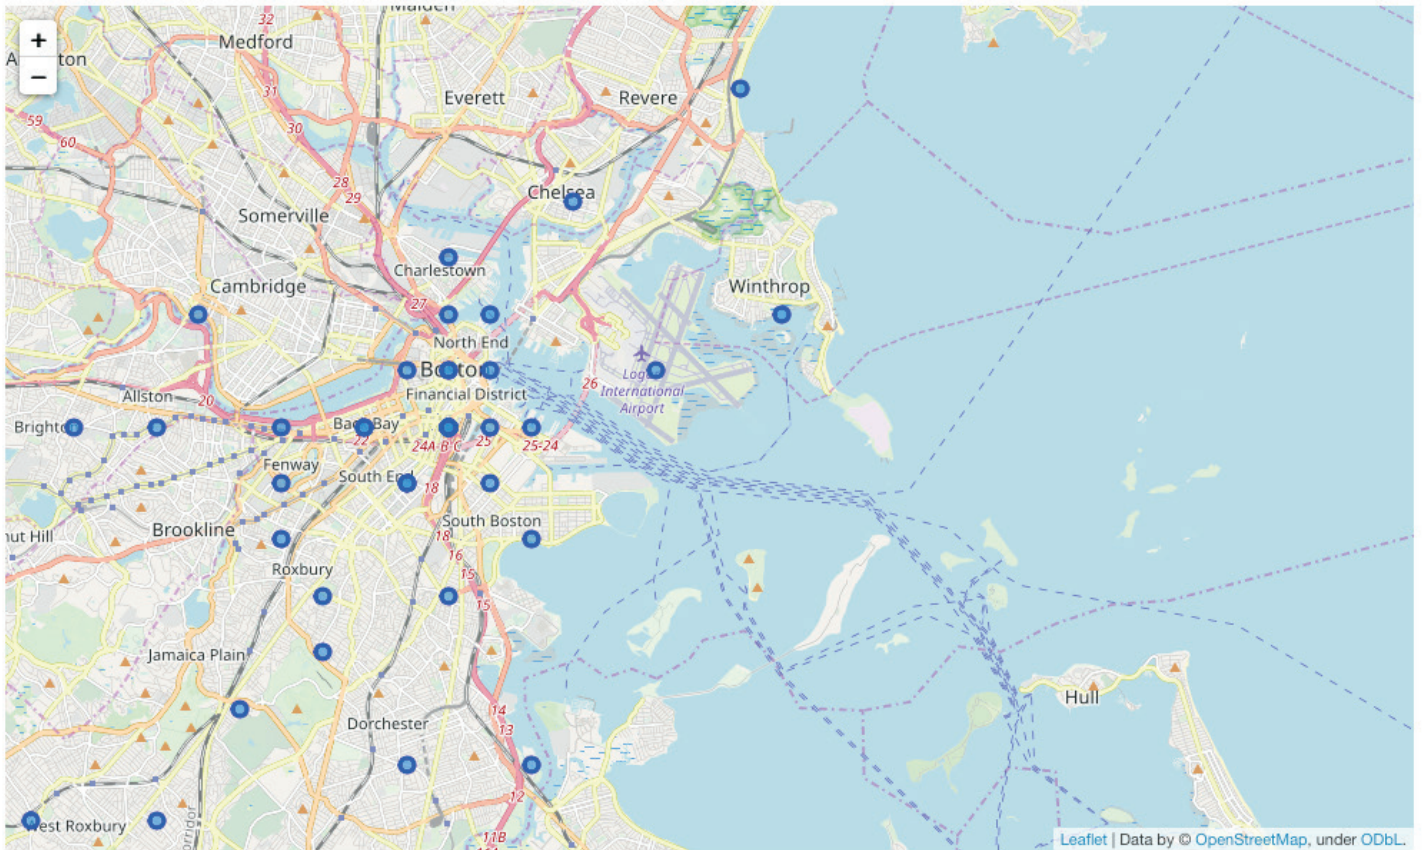 Malden
+
−
32
Medford
31
Everett
Revere
59
60
30
28
29
Chelsea
Somerville
Charlestown
Cambridge
27
Winthrop
North End
Boston
Logan
International
Airport
26
Financial District
Allston
20
Brighton
Back Bay
22
24A-B-C
25
25-24
Fenway
South End
18
South Boston
Brookline
nut Hill
18
16
Roxbury
15
15
Jamaica Plain
Hull
14
Dorchester
13
12
West Roxbury
11B
Leaflet | Data by © OpenStreetMap, under ODbL.